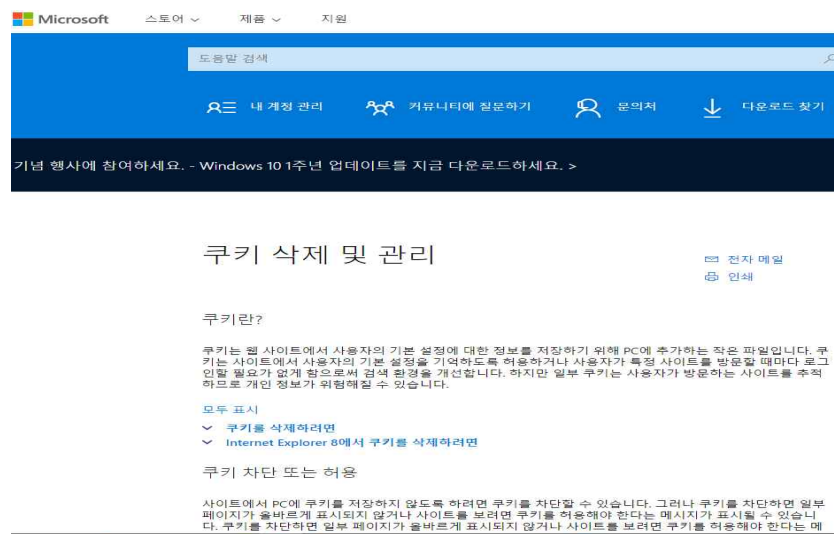 Microsoft 스토어 제품 지원
도움말 검색
내 계정 관리 커뮤니티에 질문하기 문의처 다운로드 찾기
기념 행사에 참여하세요. - Windows 10 1주년 업데이트를 지금 다운로드하세요. >
쿠키 삭제 및 관리
전자 메일
인쇄
쿠키란?
쿠키는 웹 사이트에서 사용자의 기본 설정에 대한 정보를 저장하기 위해 PC에 추가하는 작은 파일입니다. 쿠
키는 사이트에서 사용자의 기본 설정을 기억하도록 허용하거나 사용자가 특정 사이트를 방문할 때마다 로그
인할 필요가 없게 함으로써 검색 환경을 개선합니다. 하지만 일부 쿠키는 사용자가 방문하는 사이트를 추적
하므로 개인 정보가 위험해질 수 있습니다.
모두 표시
쿠키를 삭제하려면
Internet Explorer 8에서 쿠키를 삭제하려면
쿠키 차단 또는 허용
사이트에서 PC에 쿠키를 저장하지 않도록 하려면 쿠키를 차단할 수 있습니다. 그러나 쿠키를 차단하면 일부
페이지가 올바르게 표시되지 않거나 사이트를 보려면 쿠키를 허용해야 한다는 메시지가 표시될 수 있습니
다. 쿠키를 차단하면 일부 페이지가 올바르게 표시되지 않거나 사이트를 보려면 쿠키를 허용해야 한다는 메